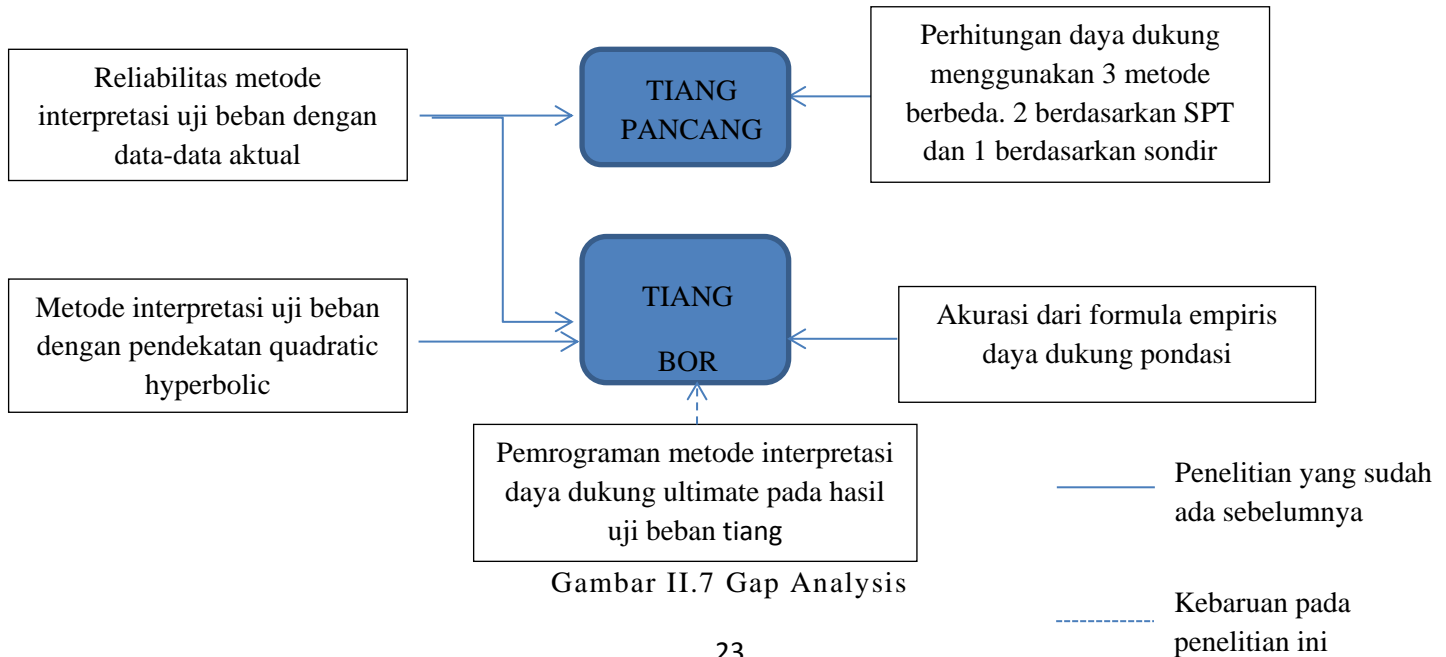 Reliabilitas metode
interpretasi uji beban dengan
data-data aktual
TIANG
PANCANG
Perhitungan daya dukung
menggunakan 3 metode
berbeda. 2 berdasarkan SPT
dan 1 berdasarkan sondir
Metode interpretasi uji beban
dengan pendekatan quadratic
hyperbolic
TIANG
BOR
Akurasi dari formula empiris
daya dukung pondasi
Pemrograman metode interpretasi
daya dukung ultimate pada hasil
uji beban tiang
Penelitian yang sudah
ada sebelumnya
Gambar II.7 Gap Analysis
Kebaruan pada
penelitian ini
23